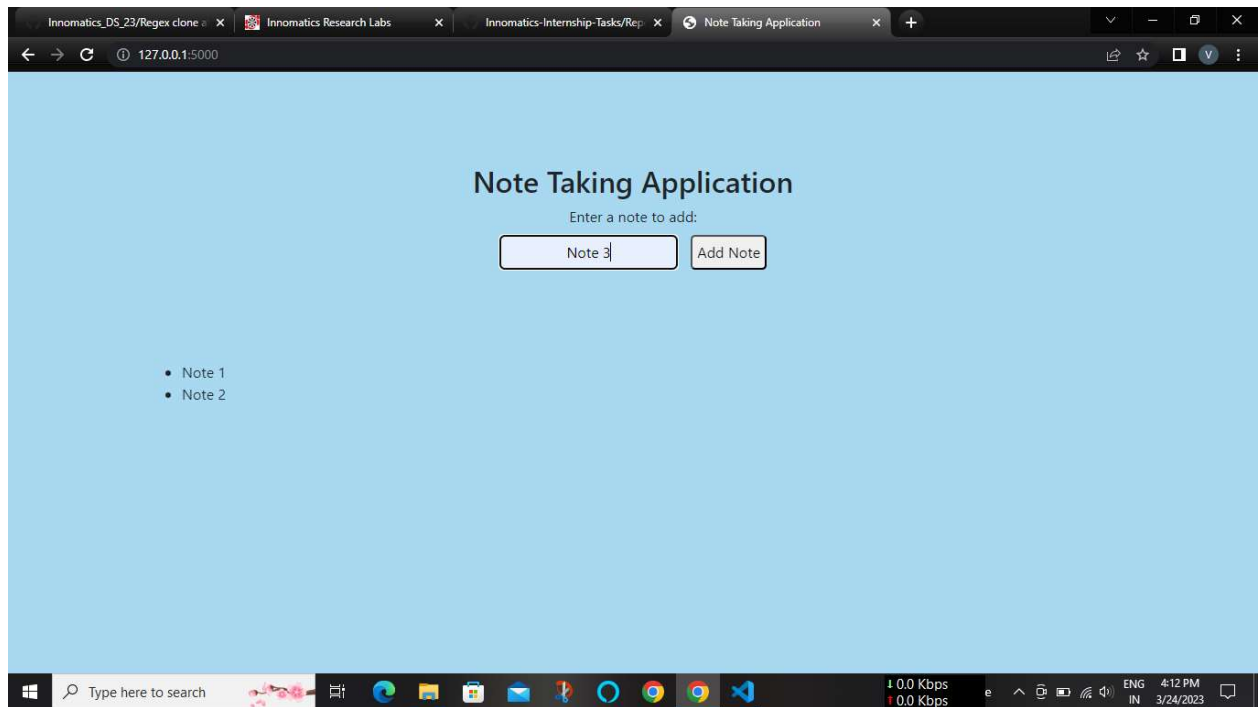 Innomatics_DS_23/Regex clone a
Innomatics Research Labs
Innomatics-Internship-Tasks/Rep
Note Taking Application
127.0.0.1:5000
V
Note Taking Application
Enter a note to add:
Note 3
Add Note
Note 1
Note 2
Type here to search
0.0 Kbps
0.0 Kbps
e
ENG
IN
4:12 PM
3/24/2023